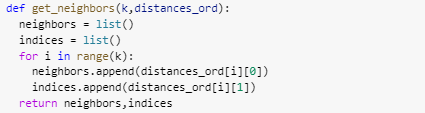 def get_neighbors(k,distances_ord):
  neighbors = list()
  indices = list()
  for i in range(k):
    neighbors.append(distances_ord[i][0])
    indices.append(distances_ord[i][1])
  return neighbors,indices